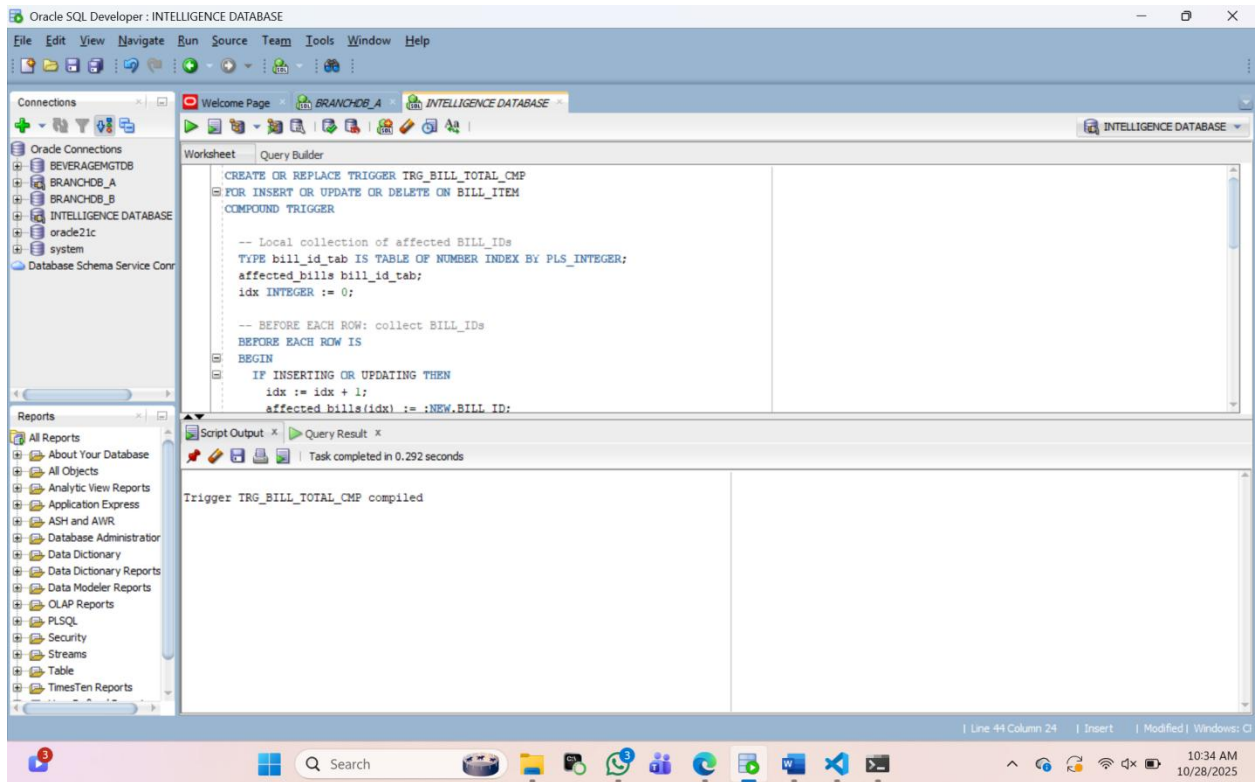 Oracle SQL Developer : INTELLIGENCE DATABASE
File Edit View Navigate Run Source Team Tools Window Help
Connections
Oracle Connections
BEVERAGEMGTDB
BRANCHDB_A
BRANCHDB_B
INTELLIGENCE DATABASE
oracle21c
system
Database Schema Service Conr
Reports
All Reports
About Your Database
All Objects
Analytic View Reports
Application Express
ASH and AWR
Database Administration
Data Dictionary
Data Dictionary Reports
Data Modeler Reports
OLAP Reports
PLSQL
Security
Streams
Table
TimesTen Reports
Welcome Page BRANCHDB_A INTELLIGENCE DATABASE
INTELLIGENCE DATABASE
Worksheet Query Builder
CREATE OR REPLACE TRIGGER TRG_BILL_TOTAL_CMP
FOR INSERT OR UPDATE OR DELETE ON BILL_ITEM
COMPOUND TRIGGER
-- Local collection of affected BILL_IDs
TYPE bill_id_tab IS TABLE OF NUMBER INDEX BY PLS_INTEGER;
affected_bills bill_id_tab;
idx INTEGER := 0;
-- BEFORE EACH ROW: collect BILL_IDs
BEFORE EACH ROW IS
BEGIN
IF INSERTING OR UPDATING THEN
idx := idx + 1;
affected_bills(idx) := :NEW.BILL_ID;
Script Output Query Result
Task completed in 0.292 seconds
Trigger TRG_BILL_TOTAL_CMP compiled
Line 44 Column 24 | Insert | Modified | Windows: Cl
3
Search
3
10:34 AM
10/28/2025